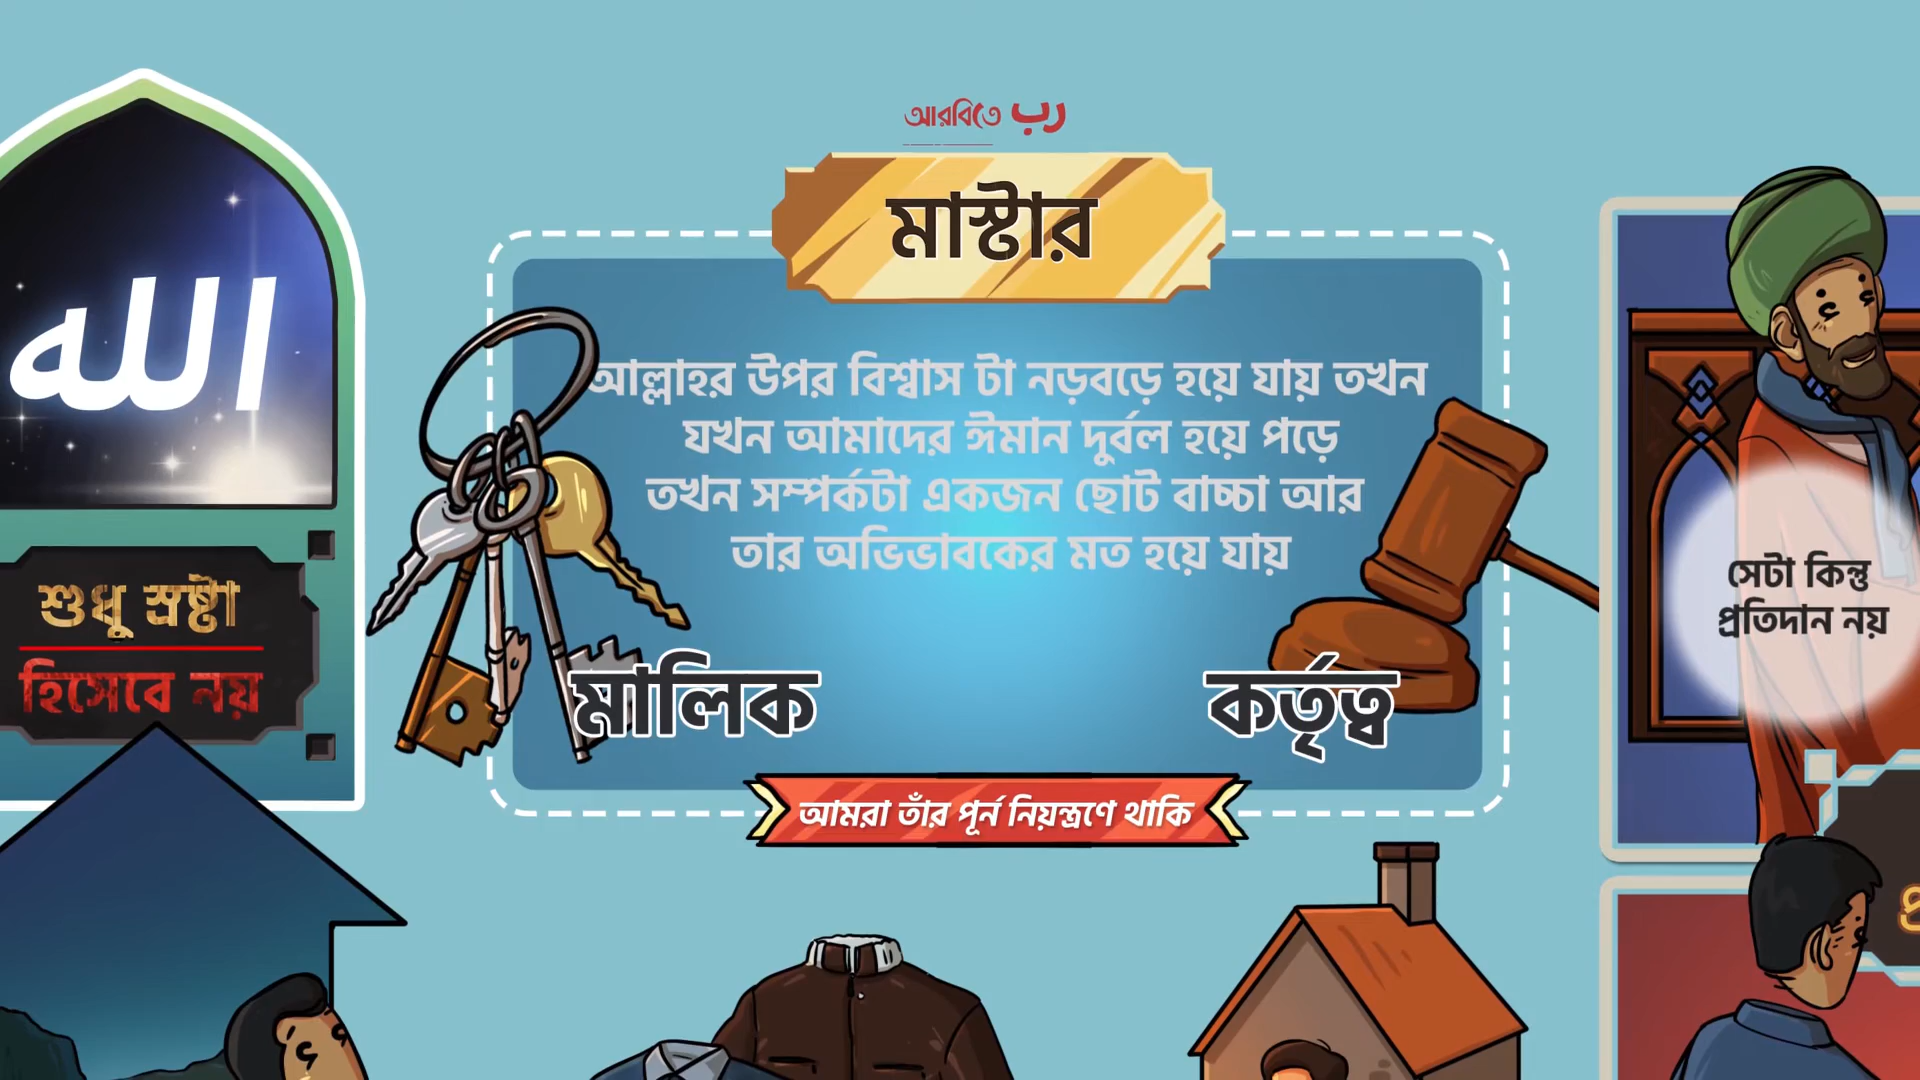 الله
শুধু স্রষ্টা
হিসেবে নয়
আরবিতে رب
মাস্টার
আল্লাহর উপর বিশ্বাস টা নড়বড়ে হয়ে যায় তখন
যখন আমাদের ঈমান দুর্বল হয়ে পড়ে
তখন সম্পর্কটা একজন ছোট বাচ্চা আর
তার অভিভাবকের মত হয়ে যায়
মালিক
কর্তৃত্ব
আমরা তাঁর পূর্ন নিয়ন্ত্রণে থাকি
সেটা কিন্তু
প্রতিদান নয়